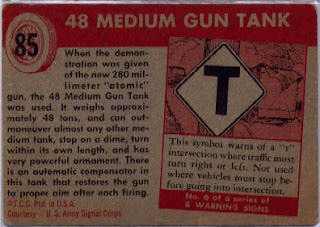 85
48 MEDIUM GUN TANK
When the demon-
stration was given
of the new 280 mil-
limeter "atomic"
gun, the 48 Medium Gun Tank
was used. It weighs approxi-
mately 48 tons, and can out-
maneuver almost any other me-
dium tank, stop on a dime, turn
within its own length, and has
very powerful armament. There
is an automatic compensator in
this tank that restores the gun
to proper aim after each firing.
©T.C.G. Prtd. in U.S.A.
Courtesy - U. S. Army Signal Corps
T
This symbol warns of a "T"
intersection where traffic must
turn right or left. Not used
where vehicles must stop be-
fore going into intersection.
No. 6 of a series of
8 WARNING SIGNS